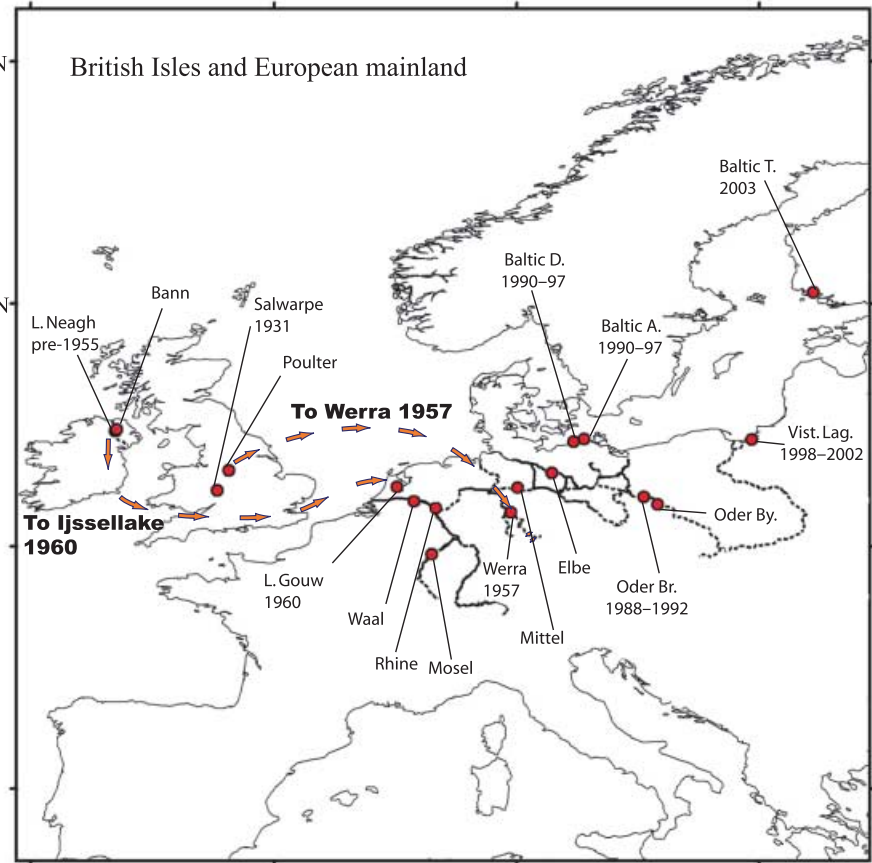 N
British Isles and European mainland
Baltic T.
2003
Baltic D.
1990–97
N
Bann
Salwarpe
1931
L. Neagh
pre-1955
Baltic A.
1990–97
Poulter
To Werra 1957
Vist. Lag.
1998–2002
To Ijssellake
1960
Oder By.
L. Gouw
1960
Werra
1957
Elbe
Oder Br.
1988–1992
Waal
Mittel
Rhine
Mosel